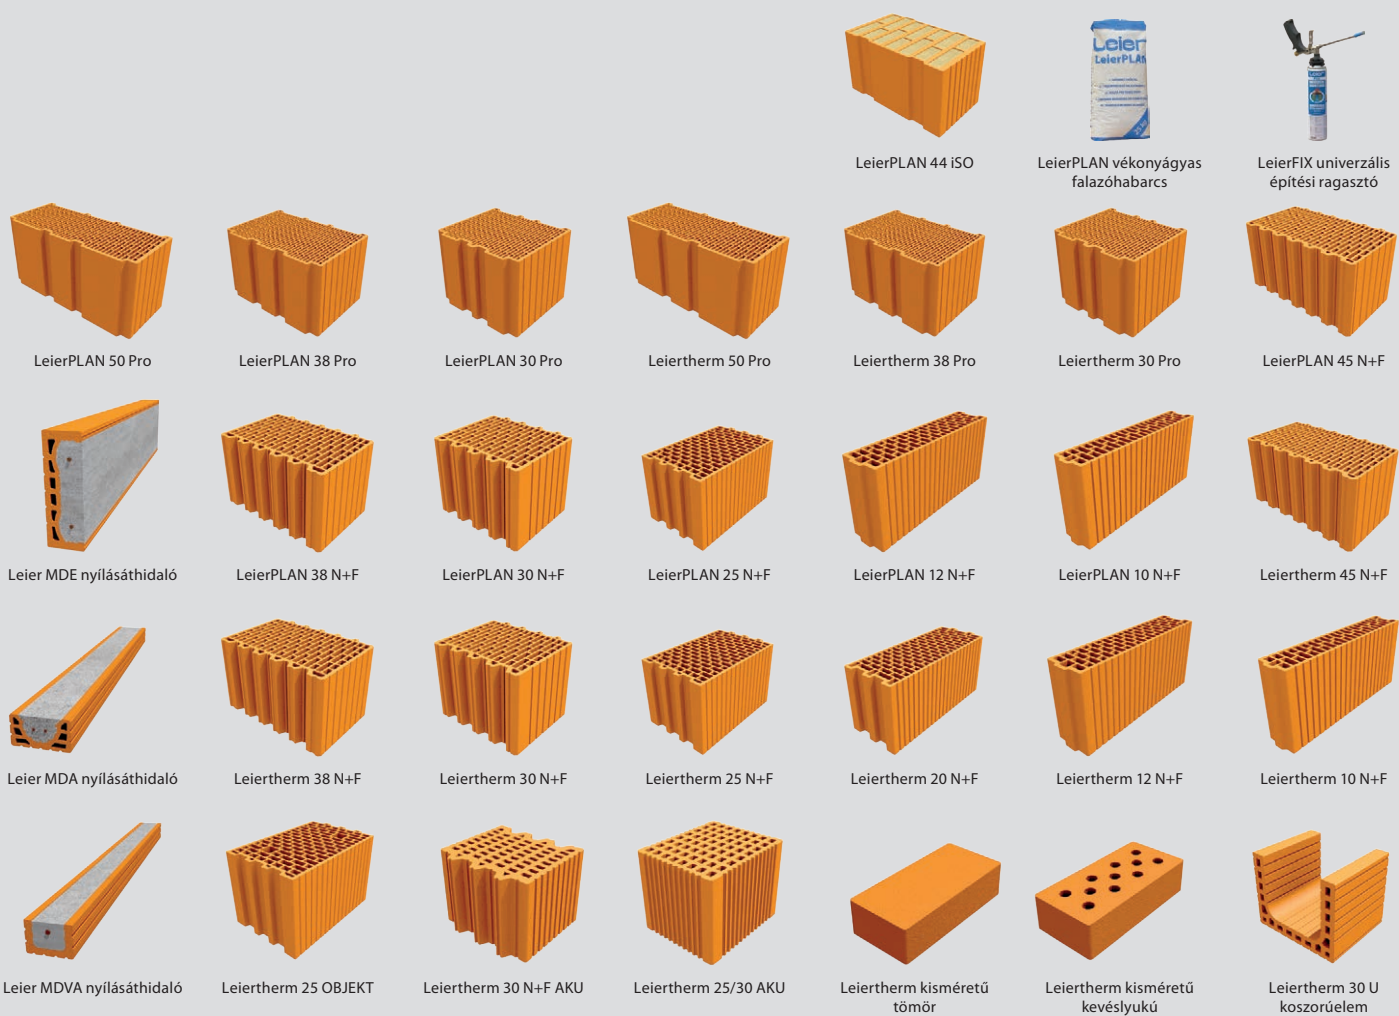 Leier
LeierPLAN
LeierPLAN 44 iSO
LeierPLAN vékonyágyas
falazóhabarcs
LeierFIX univerzális
építési ragasztó
LeierPLAN 50 Pro
LeierPLAN 38 Pro
LeierPLAN 30 Pro
Leiertherm 50 Pro
Leiertherm 38 Pro
Leiertherm 30 Pro
LeierPLAN 45 N+F
Leier MDE nyílásáthidaló
LeierPLAN 38 N+F
LeierPLAN 30 N+F
LeierPLAN 25 N+F
LeierPLAN 12 N+F
LeierPLAN 10 N+F
Leiertherm 45 N+F
Leier MDA nyílásáthidaló
Leiertherm 38 N+F
Leiertherm 30 N+F
Leiertherm 25 N+F
Leiertherm 20 N+F
Leiertherm 12 N+F
Leiertherm 10 N+F
Leier MDVA nyílásáthidaló
Leiertherm 25 OBJEKT
Leiertherm 30 N+F AKU
Leiertherm 25/30 AKU
Leiertherm kisméretű
tömör
Leiertherm kisméretű
kevéslyukú
Leiertherm 30 U
koszorúelem